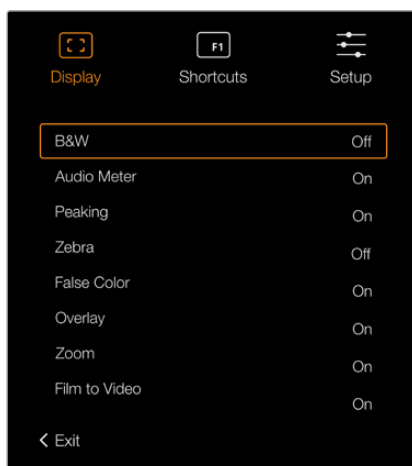 F1
Display Shortcuts Setup
B&W Off
Audio Meter On
Peaking On
Zebra Off
False Color On
Overlay On
Zoom On
Film to Video On
Exit